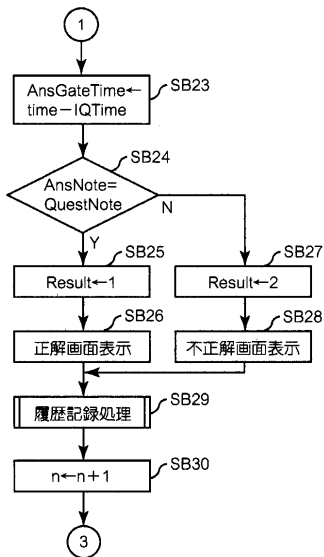 1
AnsGateTime←
time－IQTime
SB23
SB24
AnsNote=
QuestNote
N
Y
SB25
Result←1
SB27
Result←2
SB26
正解画面表示
SB28
不正解画面表示
履歴記録処理
SB29
n←n+1
SB30
3